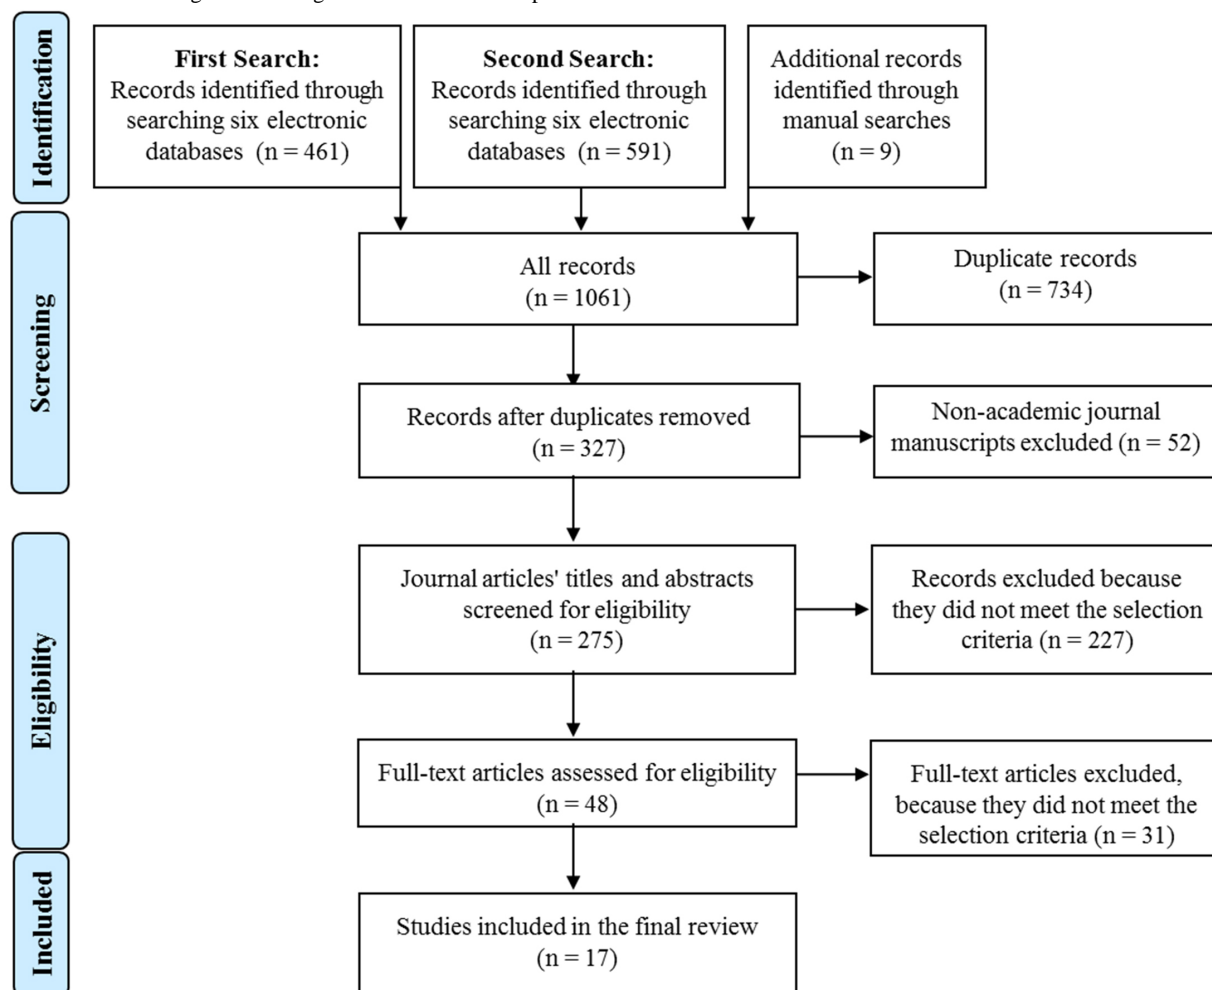 Identification
First Search:
Records identified through
searching six electronic
databases (n = 461)
Second Search:
Records identified through
searching six electronic
databases (n = 591)
Additional records
identified through
manual searches
(n = 9)
Screening
All records
(n = 1061)
Duplicate records
(n = 734)
Records after duplicates removed
(n = 327)
Non-academic journal
manuscripts excluded (n = 52)
Eligibility
Journal articles' titles and abstracts
screened for eligibility
(n = 275)
Records excluded because
they did not meet the selection
criteria (n = 227)
Full-text articles assessed for eligibility
(n = 48)
Full-text articles excluded,
because they did not meet the
selection criteria (n = 31)
Included
Studies included in the final review
(n = 17)